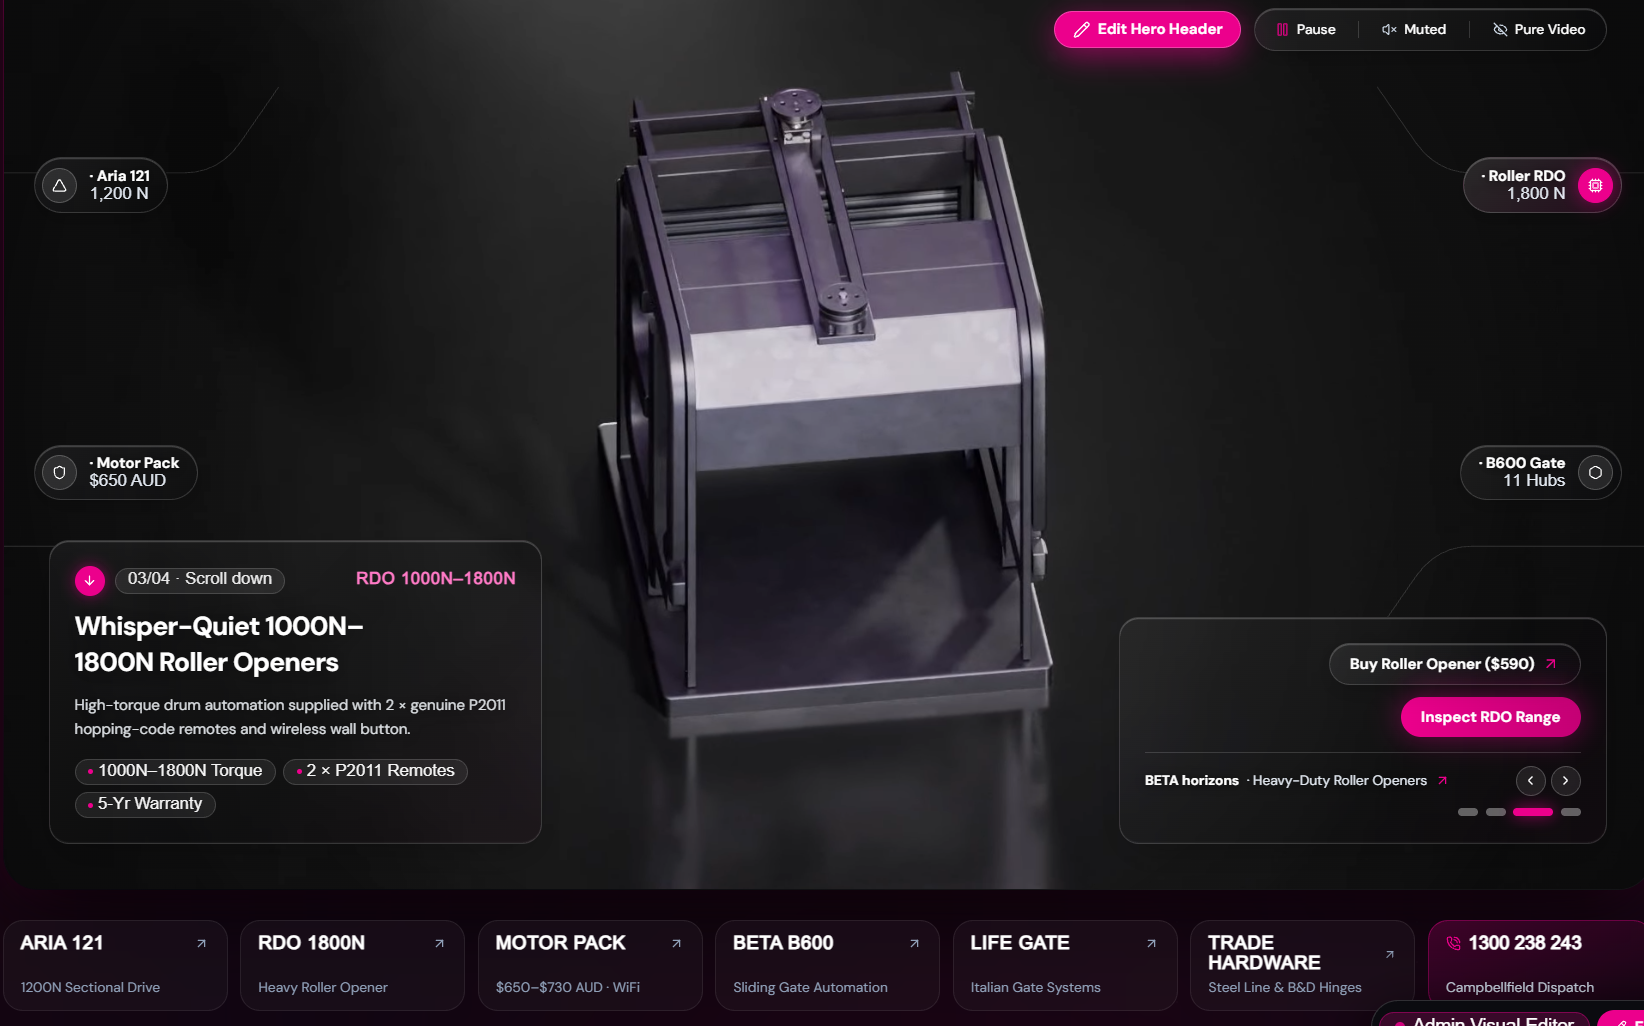 Edit Hero Header
Pause
Muted
Pure Video
· Aria 121
1,200 N
· Roller RDO
1,800 N
· Motor Pack
$650 AUD
· B600 Gate
11 Hubs
03/04 · Scroll down
RDO 1000N–1800N
Whisper-Quiet 1000N–
1800N Roller Openers
High-torque drum automation supplied with 2 × genuine P2011
hopping-code remotes and wireless wall button.
• 1000N–1800N Torque
• 2 × P2011 Remotes
• 5-Yr Warranty
Buy Roller Opener ($590)
Inspect RDO Range
BETA horizons · Heavy-Duty Roller Openers
ARIA 121
1200N Sectional Drive
RDO 1800N
Heavy Roller Opener
MOTOR PACK
$650–$730 AUD · WiFi
BETA B600
Sliding Gate Automation
LIFE GATE
Italian Gate Systems
TRADE
HARDWARE
Steel Line & B&D Hinges
1300 238 243
Campbellfield Dispatch
Admin Visual Editor